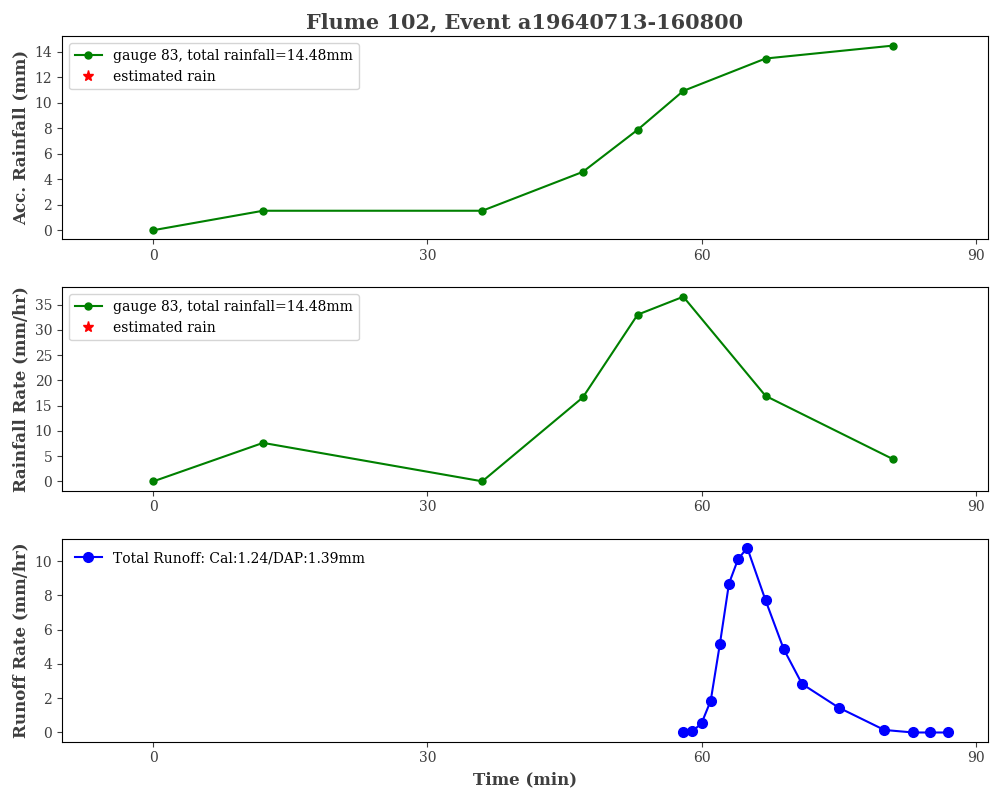 Flume 102, Event a19640713-160800
Acc. Rainfall (mm)
14
12
10
8
6
4
2
0
gauge 83, total rainfall=14.48mm
estimated rain
0 30 60 90
Rainfall Rate (mm/hr)
35
30
25
20
15
10
5
0
gauge 83, total rainfall=14.48mm
estimated rain
0 30 60 90
Runoff Rate (mm/hr)
10
8
6
4
2
0
Total Runoff: Cal:1.24/DAP:1.39mm
0 30 60 90
Time (min)